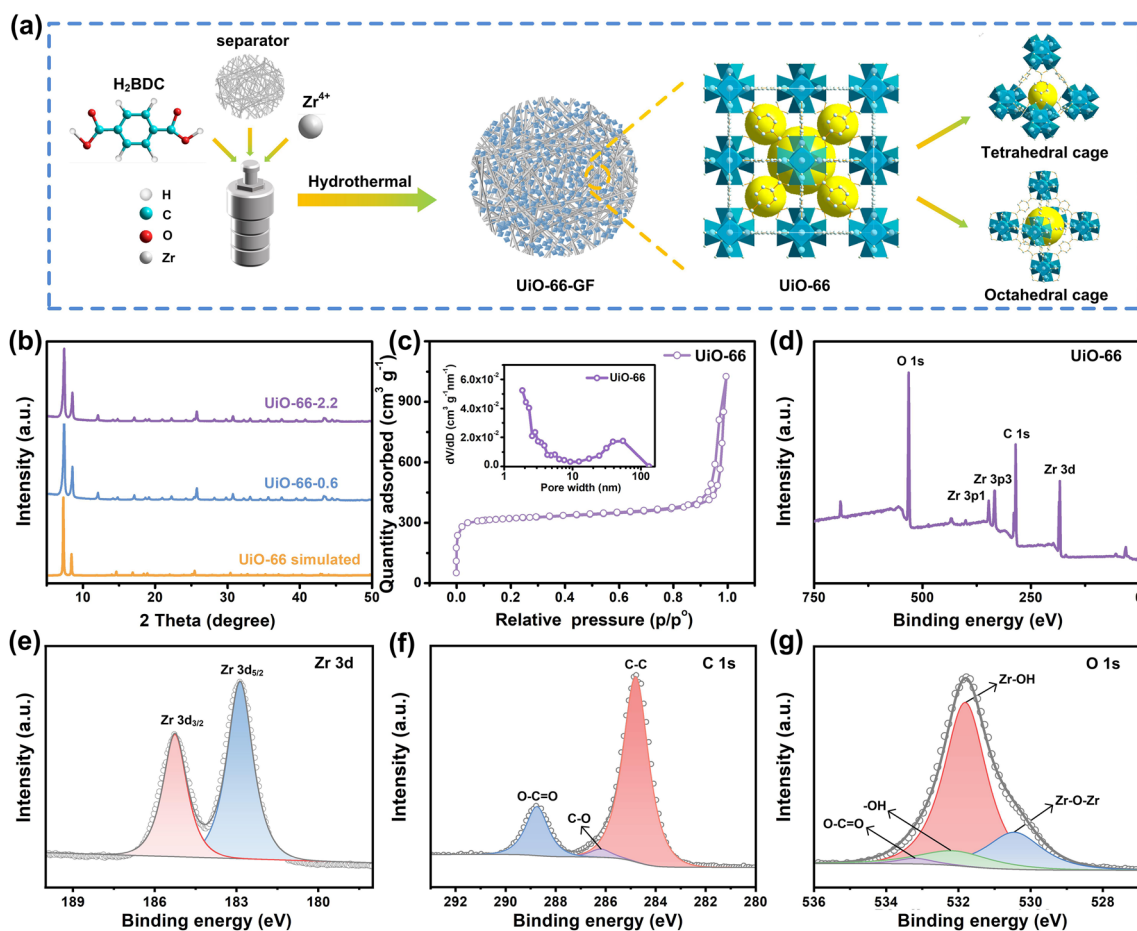 (a)
separator
H₂BDC
Zr⁴⁺
H
C
O
Zr
Hydrothermal
UiO-66-GF
UiO-66
Tetrahedral cage
Octahedral cage
(b)
Intensity (a.u.)
UiO-66-2.2
UiO-66-0.6
UiO-66 simulated
10 20 30 40 50
2 Theta (degree)
(c)
Quantity adsorbed (cm³ g⁻¹)
1200
900
600
300
0
UiO-66
dV/dD (cm³ g⁻¹nm⁻¹)
6.0x10⁻²
4.0x10⁻²
2.0x10⁻²
0.0
UiO-66
1 10 100
Pore width (nm)
0.0 0.2 0.4 0.6 0.8 1.0
Relative pressure (p/p°)
(d)
Intensity (a.u.)
UiO-66
O 1s
C 1s
Zr 3p3
Zr 3p1
Zr 3d
750 500 250 0
Binding energy (eV)
(e)
Intensity (a.u.)
Zr 3d
Zr 3d₅/₂
Zr 3d₃/₂
189 186 183 180
Binding energy (eV)
(f)
Intensity (a.u.)
C 1s
C-C
O-C=O
C-O
292 290 288 286 284 282 280
Binding energy (eV)
(g)
Intensity (a.u.)
O 1s
Zr-OH
-OH
Zr-O-Zr
O-C=O
536 534 532 530 528
Binding energy (eV)